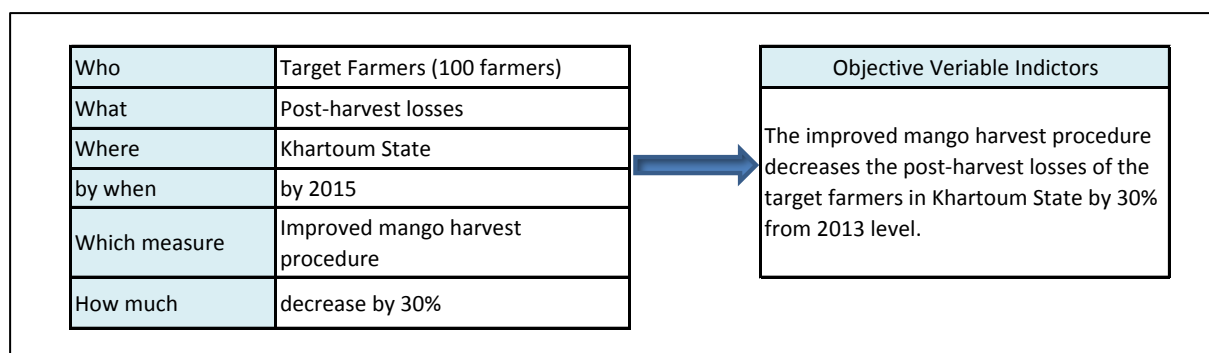 Who Target Farmers (100 farmers)
What Post-harvest losses
Where Khartoum State
by when by 2015
Which measure Improved mango harvest
procedure
How much decrease by 30%
Objective Veriable Indictors
The improved mango harvest procedure
decreases the post-harvest losses of the
target farmers in Khartoum State by 30%
from 2013 level.